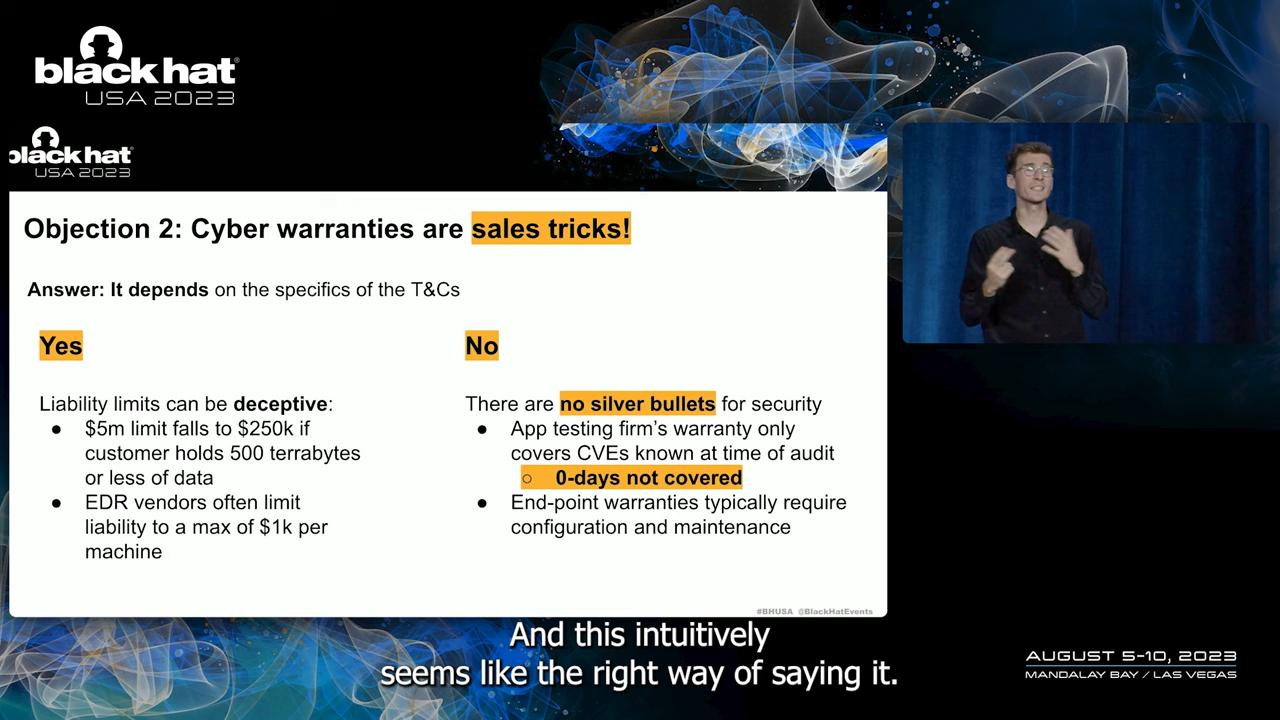 black hat®
USA 2023
black hat®
USA 2023
Objection 2: Cyber warranties are sales tricks!
Answer: It depends on the specifics of the T&Cs
Yes
Liability limits can be deceptive:
● $5m limit falls to $250k if
customer holds 500 terrabytes
or less of data
● EDR vendors often limit
liability to a max of $1k per
machine
No
There are no silver bullets for security
● App testing firm's warranty only
covers CVEs known at time of audit
○ 0-days not covered
● End-point warranties typically require
configuration and maintenance
#BHUSA @BlackHatEvents
And this intuitively
seems like the right way of saying it.
AUGUST 5-10, 2023
MANDALAY BAY / LAS VEGAS